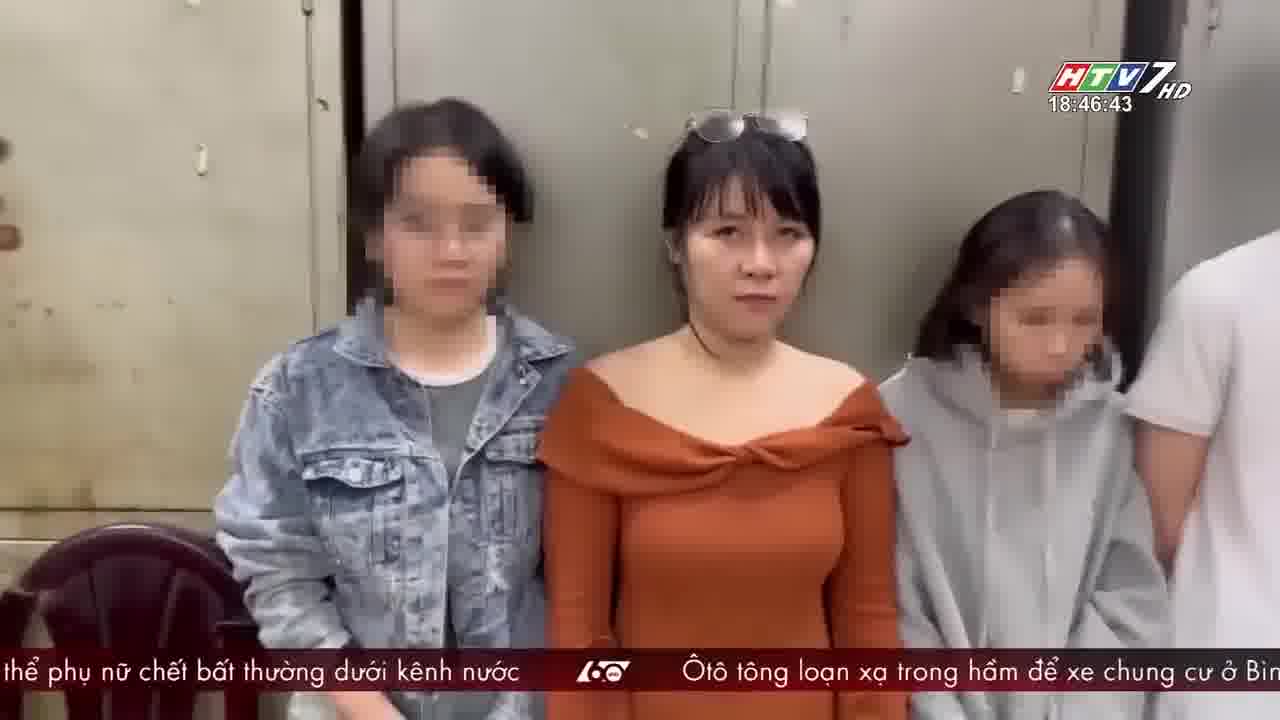 HTV7 HD
18:46:43
thể phụ nữ chết bất thường dưới kênh nước 60 Ôtô tông loạn xạ trong hầm để xe chung cư ở Bìn